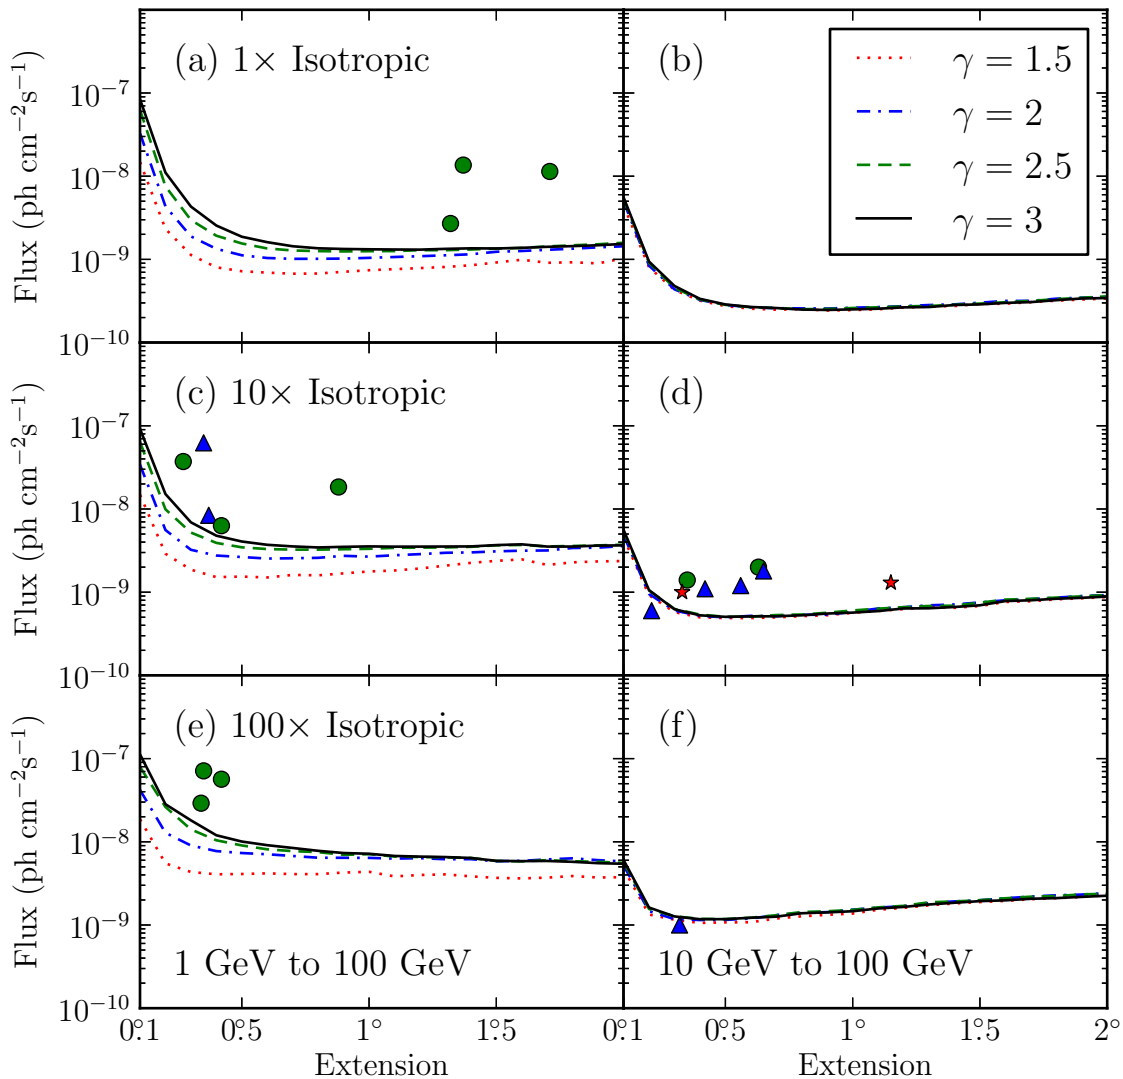 (a) 1× Isotropic
(b)
γ = 1.5
γ = 2
γ = 2.5
γ = 3
Flux (ph cm⁻²s⁻¹)
10⁻⁷
10⁻⁸
10⁻⁹
10⁻¹⁰
(c) 10× Isotropic
(d)
Flux (ph cm⁻²s⁻¹)
10⁻⁷
10⁻⁸
10⁻⁹
10⁻¹⁰
(e) 100× Isotropic
(f)
Flux (ph cm⁻²s⁻¹)
10⁻⁷
10⁻⁸
10⁻⁹
10⁻¹⁰
1 GeV to 100 GeV
10 GeV to 100 GeV
0°.1 0°.5 1° 1°.5 0°.1 0°.5 1° 1°.5 2°
Extension
Extension